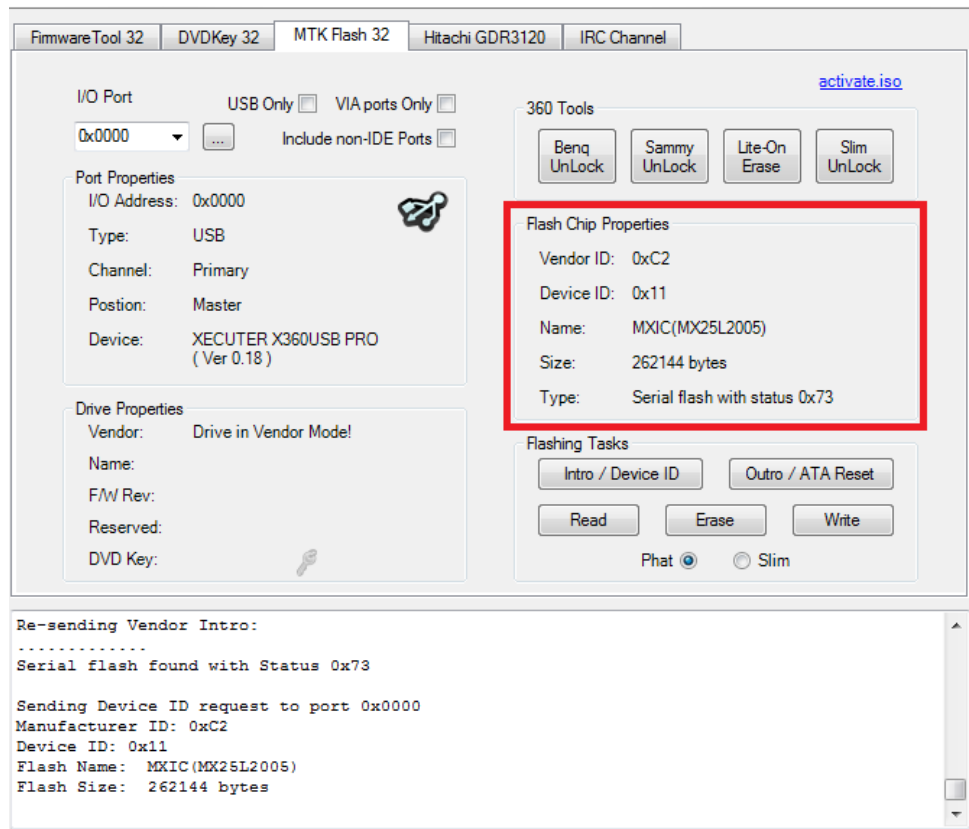 FirmwareTool 32 DVDKey 32 MTK Flash 32 Hitachi GDR3120 IRC Channel
activate.iso
I/O Port USB Only VIA ports Only
0x0000 ... Include non-IDE Ports
Port Properties
I/O Address: 0x0000
Type: USB
Channel: Primary
Postion: Master
Device: XECUTER X360USB PRO
( Ver 0.18 )
Drive Properties
Vendor: Drive in Vendor Mode!
Name:
F/W Rev:
Reserved:
DVD Key:
360 Tools
Benq UnLock Sammy UnLock Lite-On Erase Slim UnLock
Flash Chip Properties
Vendor ID: 0xC2
Device ID: 0x11
Name: MXIC(MX25L2005)
Size: 262144 bytes
Type: Serial flash with status 0x73
Flashing Tasks
Intro / Device ID Outro / ATA Reset
Read Erase Write
Phat Slim
Re-sending Vendor Intro:
.............
Serial flash found with Status 0x73
Sending Device ID request to port 0x0000
Manufacturer ID: 0xC2
Device ID: 0x11
Flash Name: MXIC(MX25L2005)
Flash Size: 262144 bytes